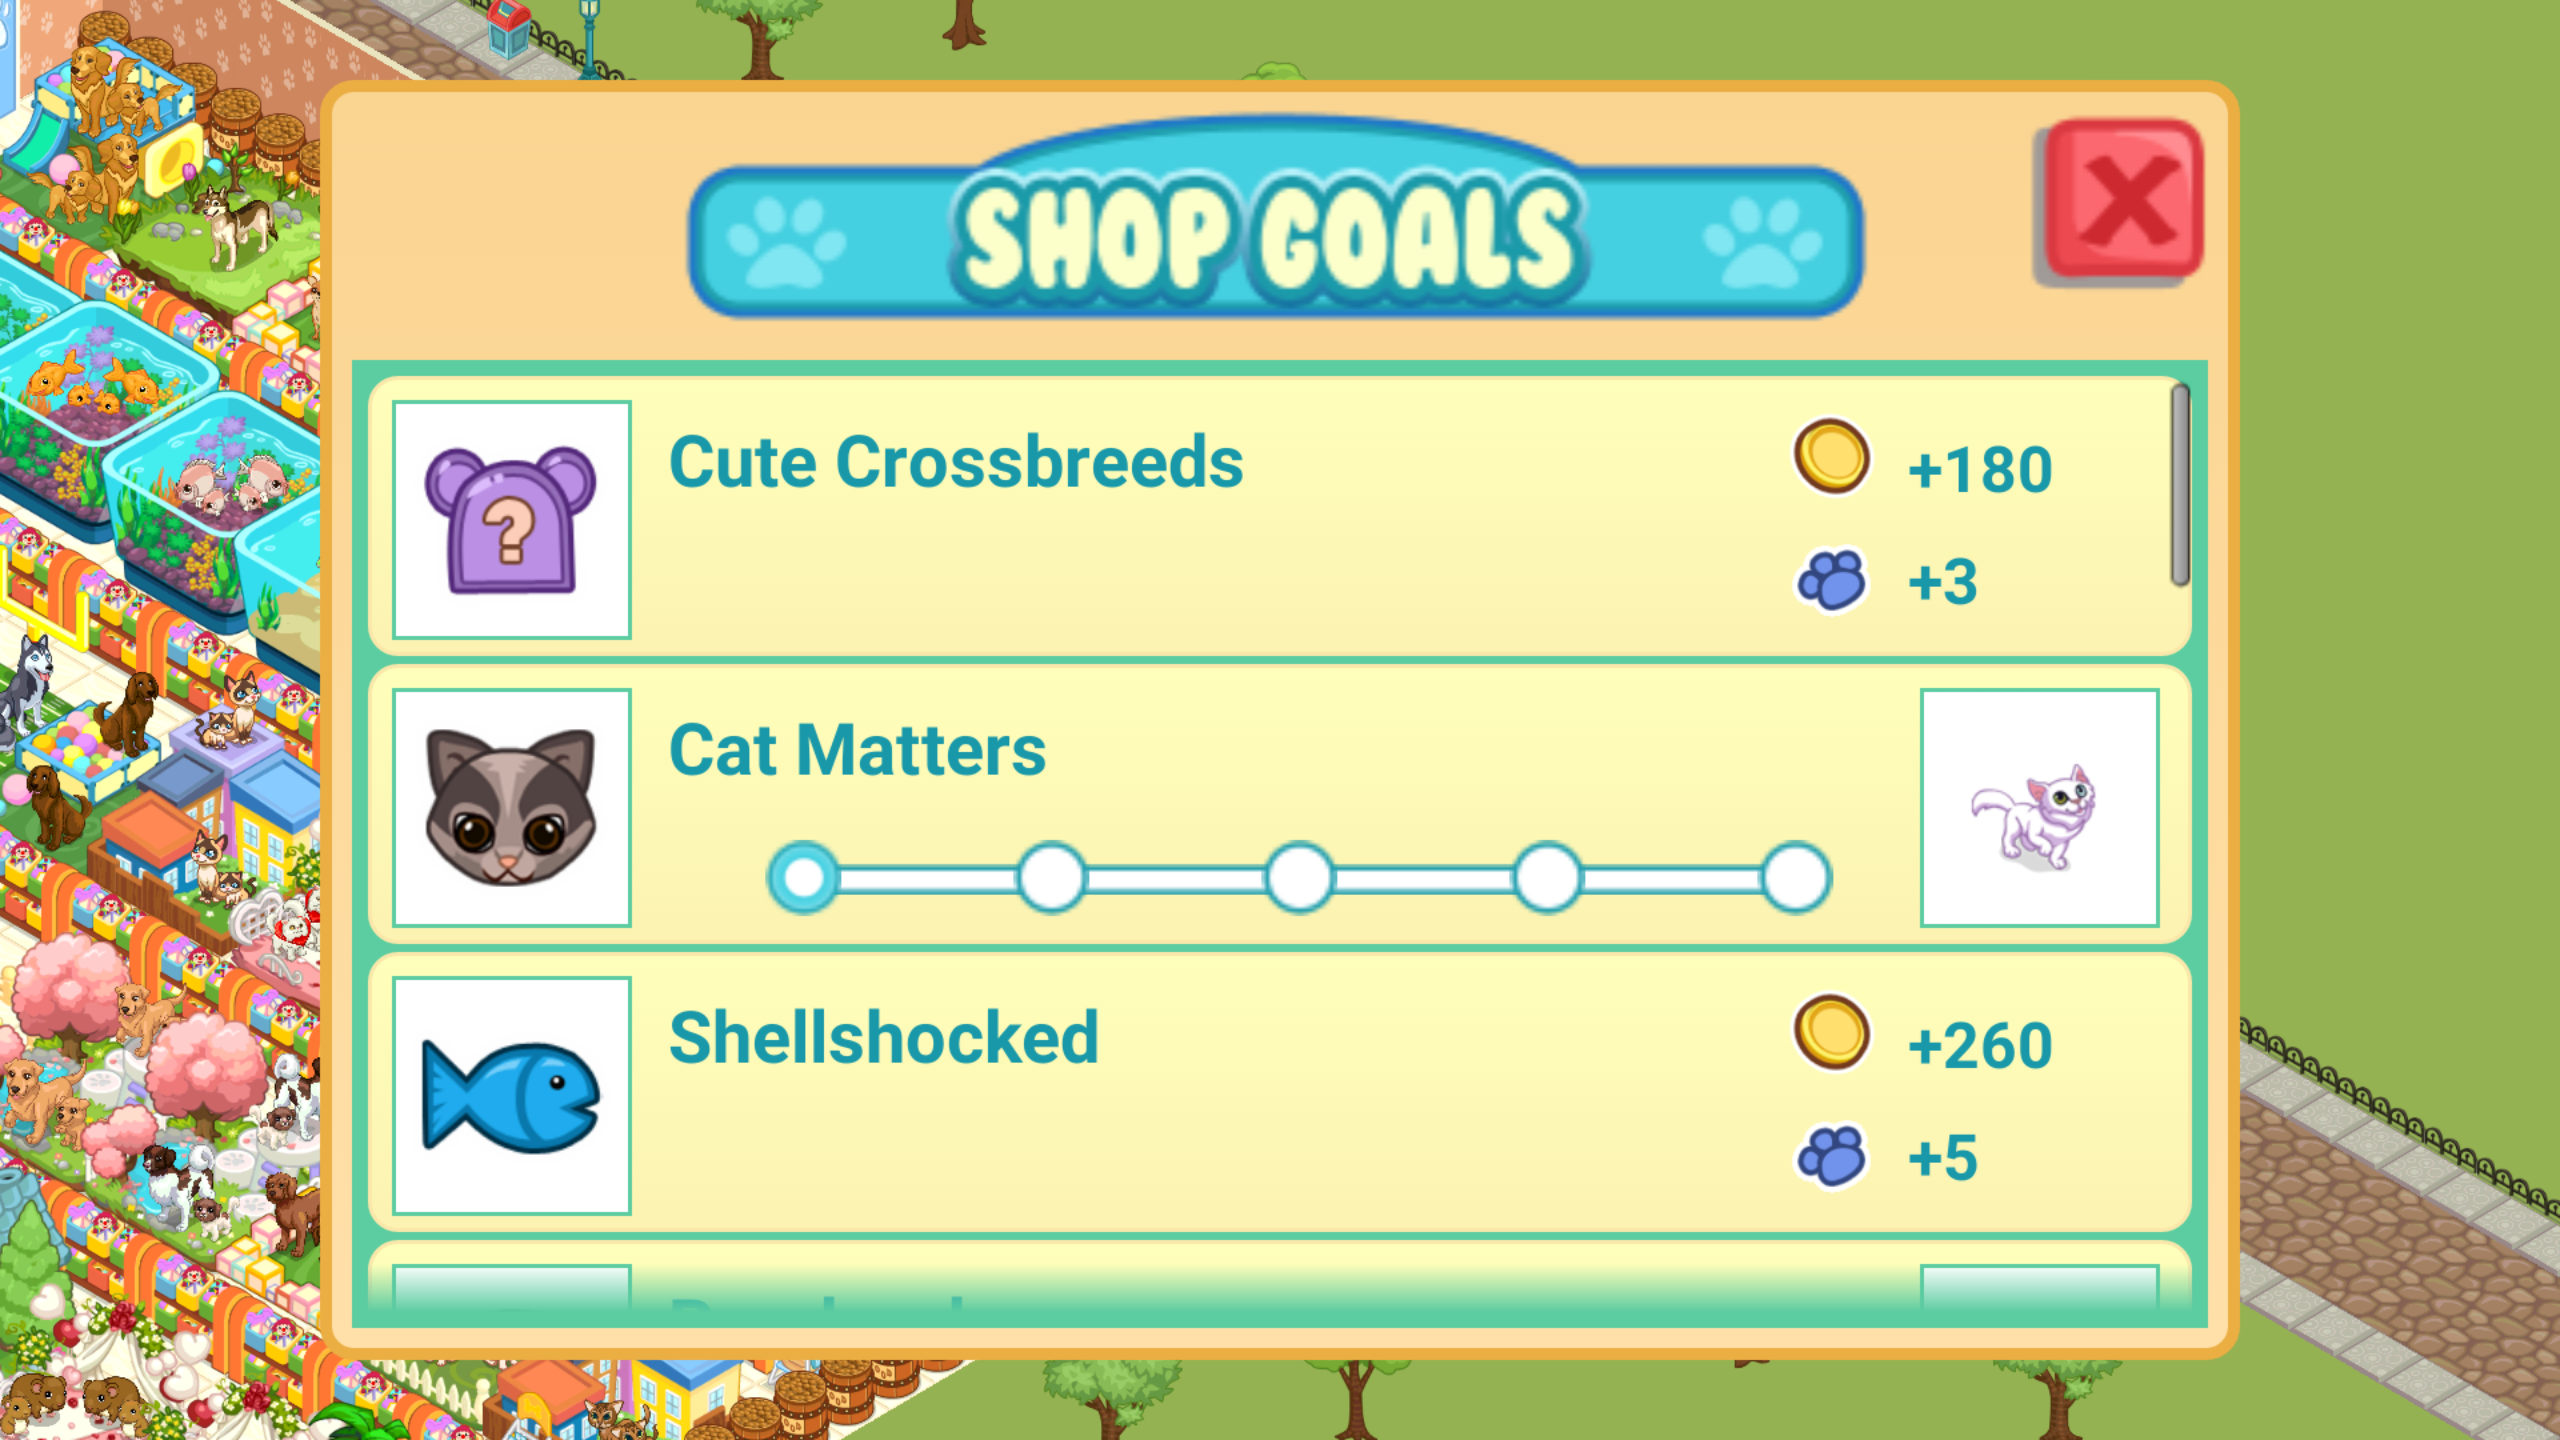 SHOP GOALS
Cute Crossbreeds
+180
+3
Cat Matters
Shellshocked
+260
+5